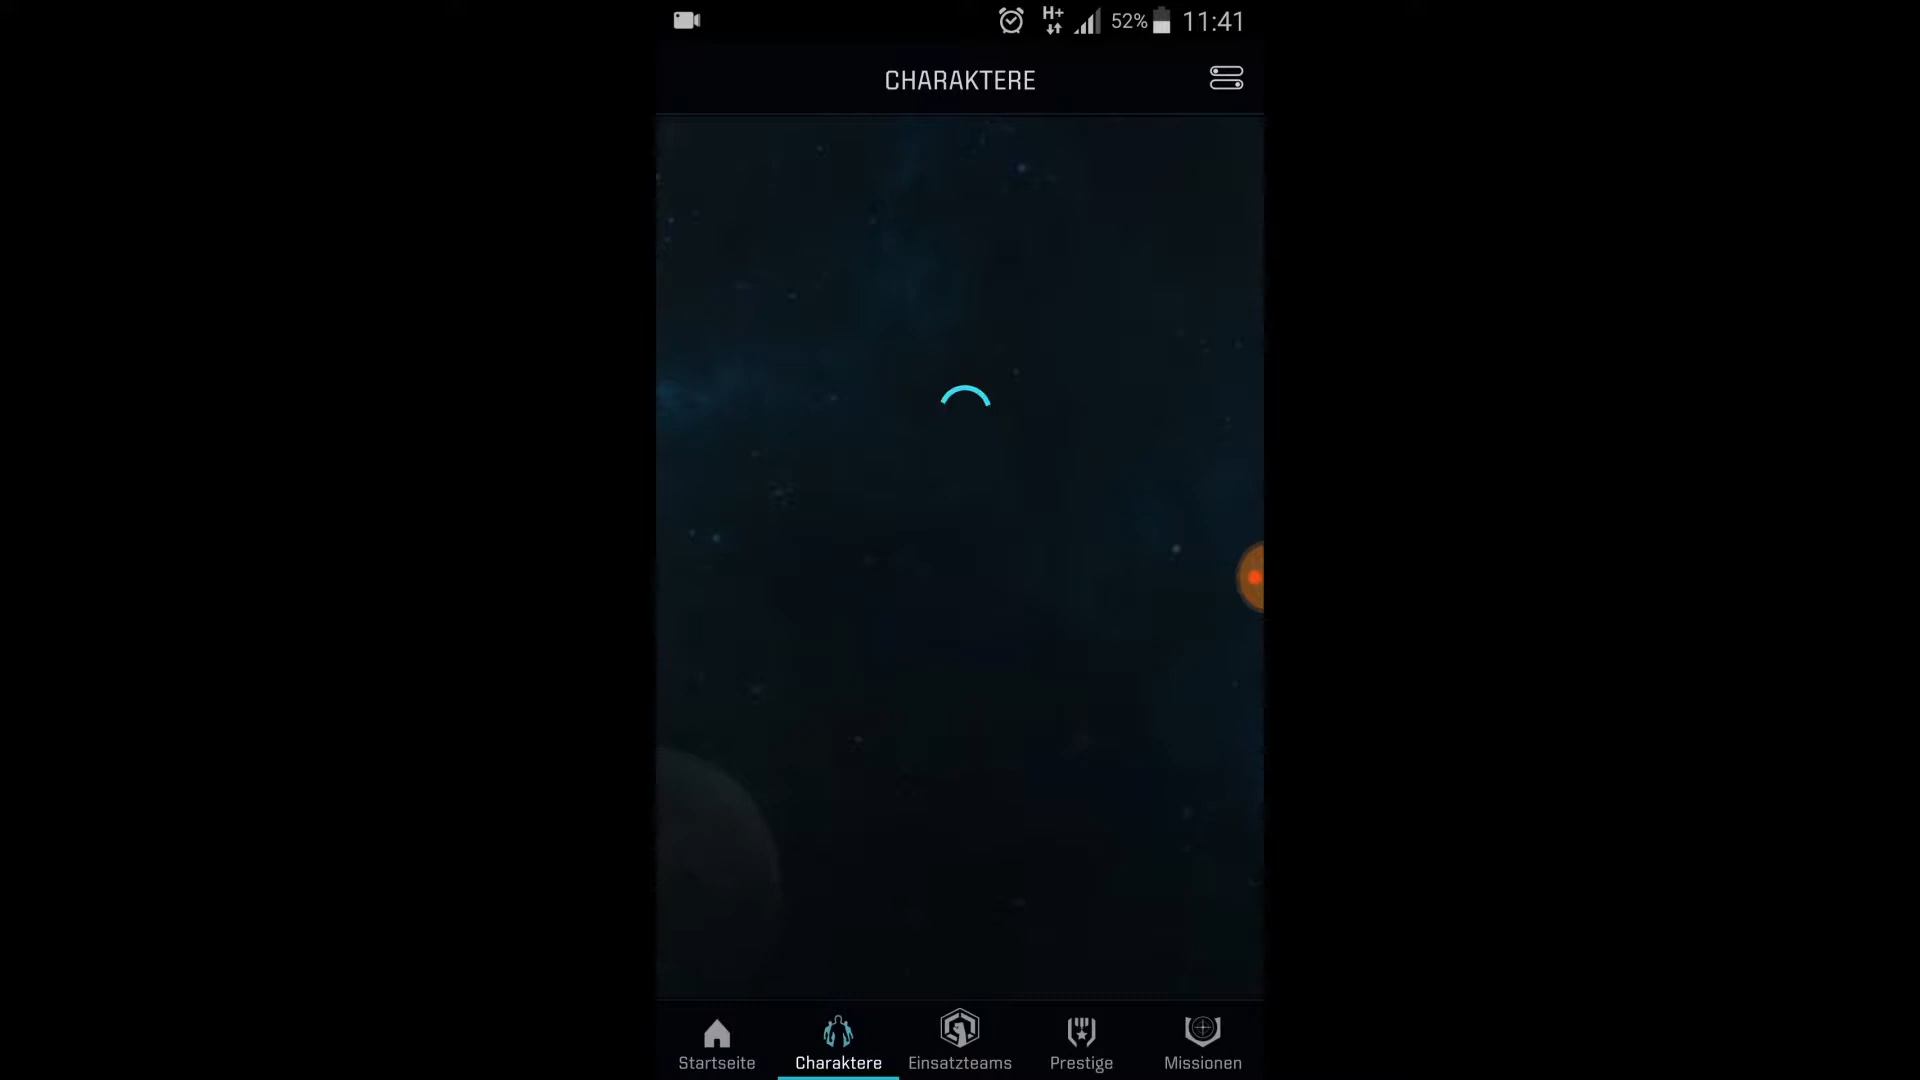 H+ 52% 11:41
CHARAKTERE
Startseite Charaktere Einsatzteams Prestige Missionen